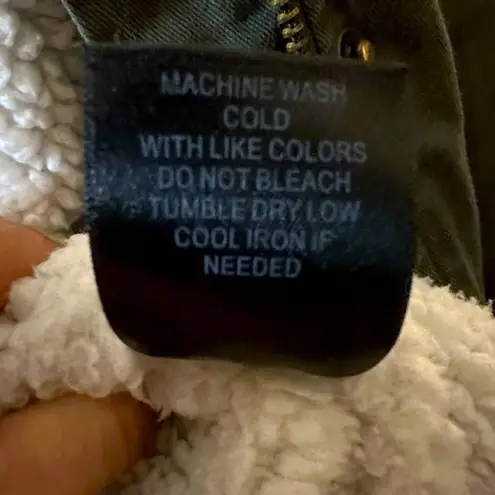 MACHINE WASH
COLD
WITH LIKE COLORS
DO NOT BLEACH
TUMBLE DRY LOW
COOL IRON IF
NEEDED